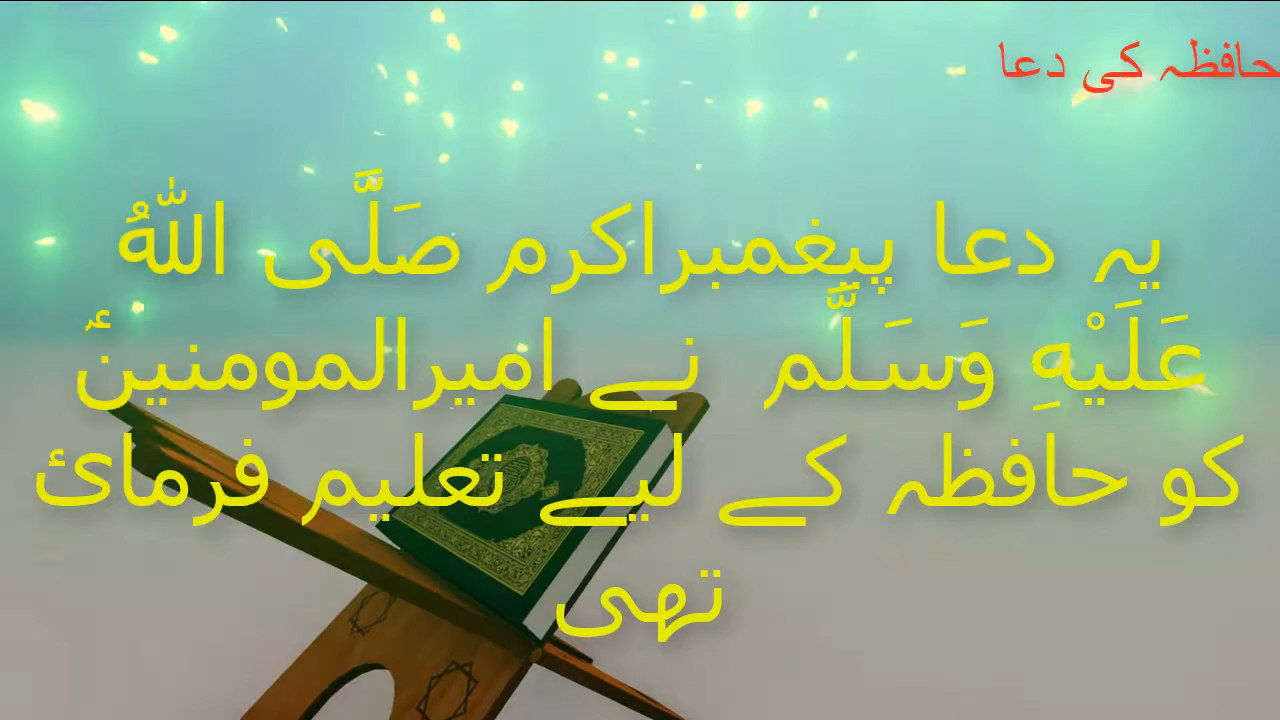 حافظہ کی دعا
یہ دعا پیغمبراکرم صَلَّی اللّٰهُ
عَلَيْهِ وَسَلَّم نے امیرالمومنینؑ
کو حافظہ کے لیے تعلیم فرمائ
تھی